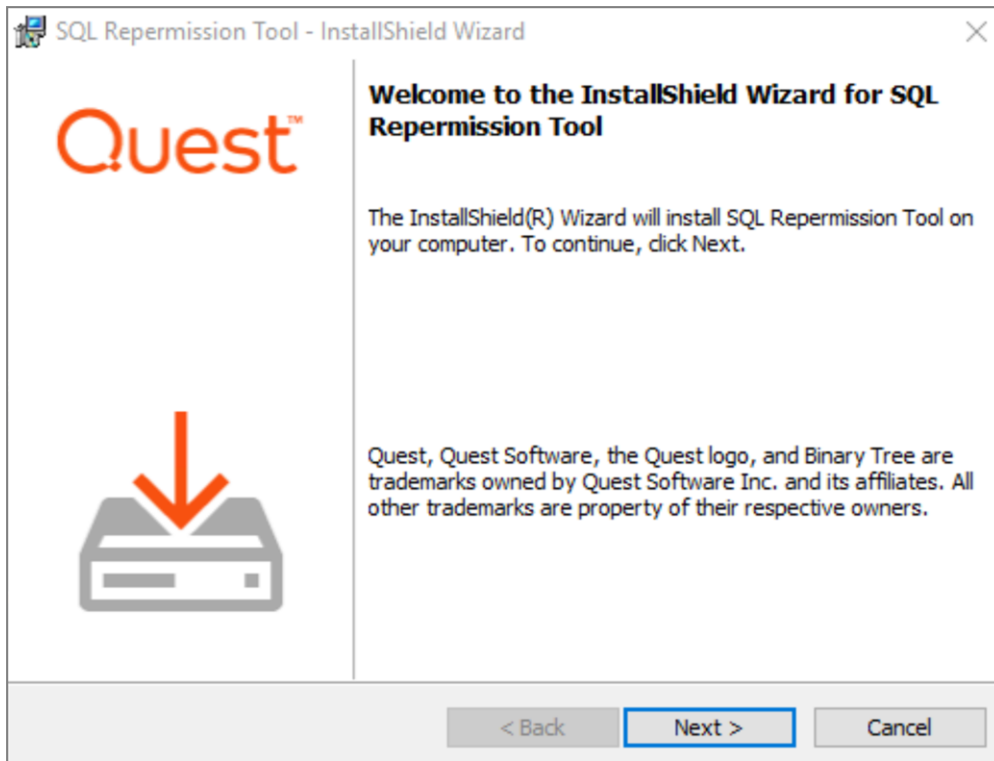 SQL Repermission Tool - InstallShield Wizard
Quest™
Welcome to the InstallShield Wizard for SQL
Repermission Tool
The InstallShield(R) Wizard will install SQL Repermission Tool on
your computer. To continue, click Next.
Quest, Quest Software, the Quest logo, and Binary Tree are
trademarks owned by Quest Software Inc. and its affiliates. All
other trademarks are property of their respective owners.
< Back
Next >
Cancel